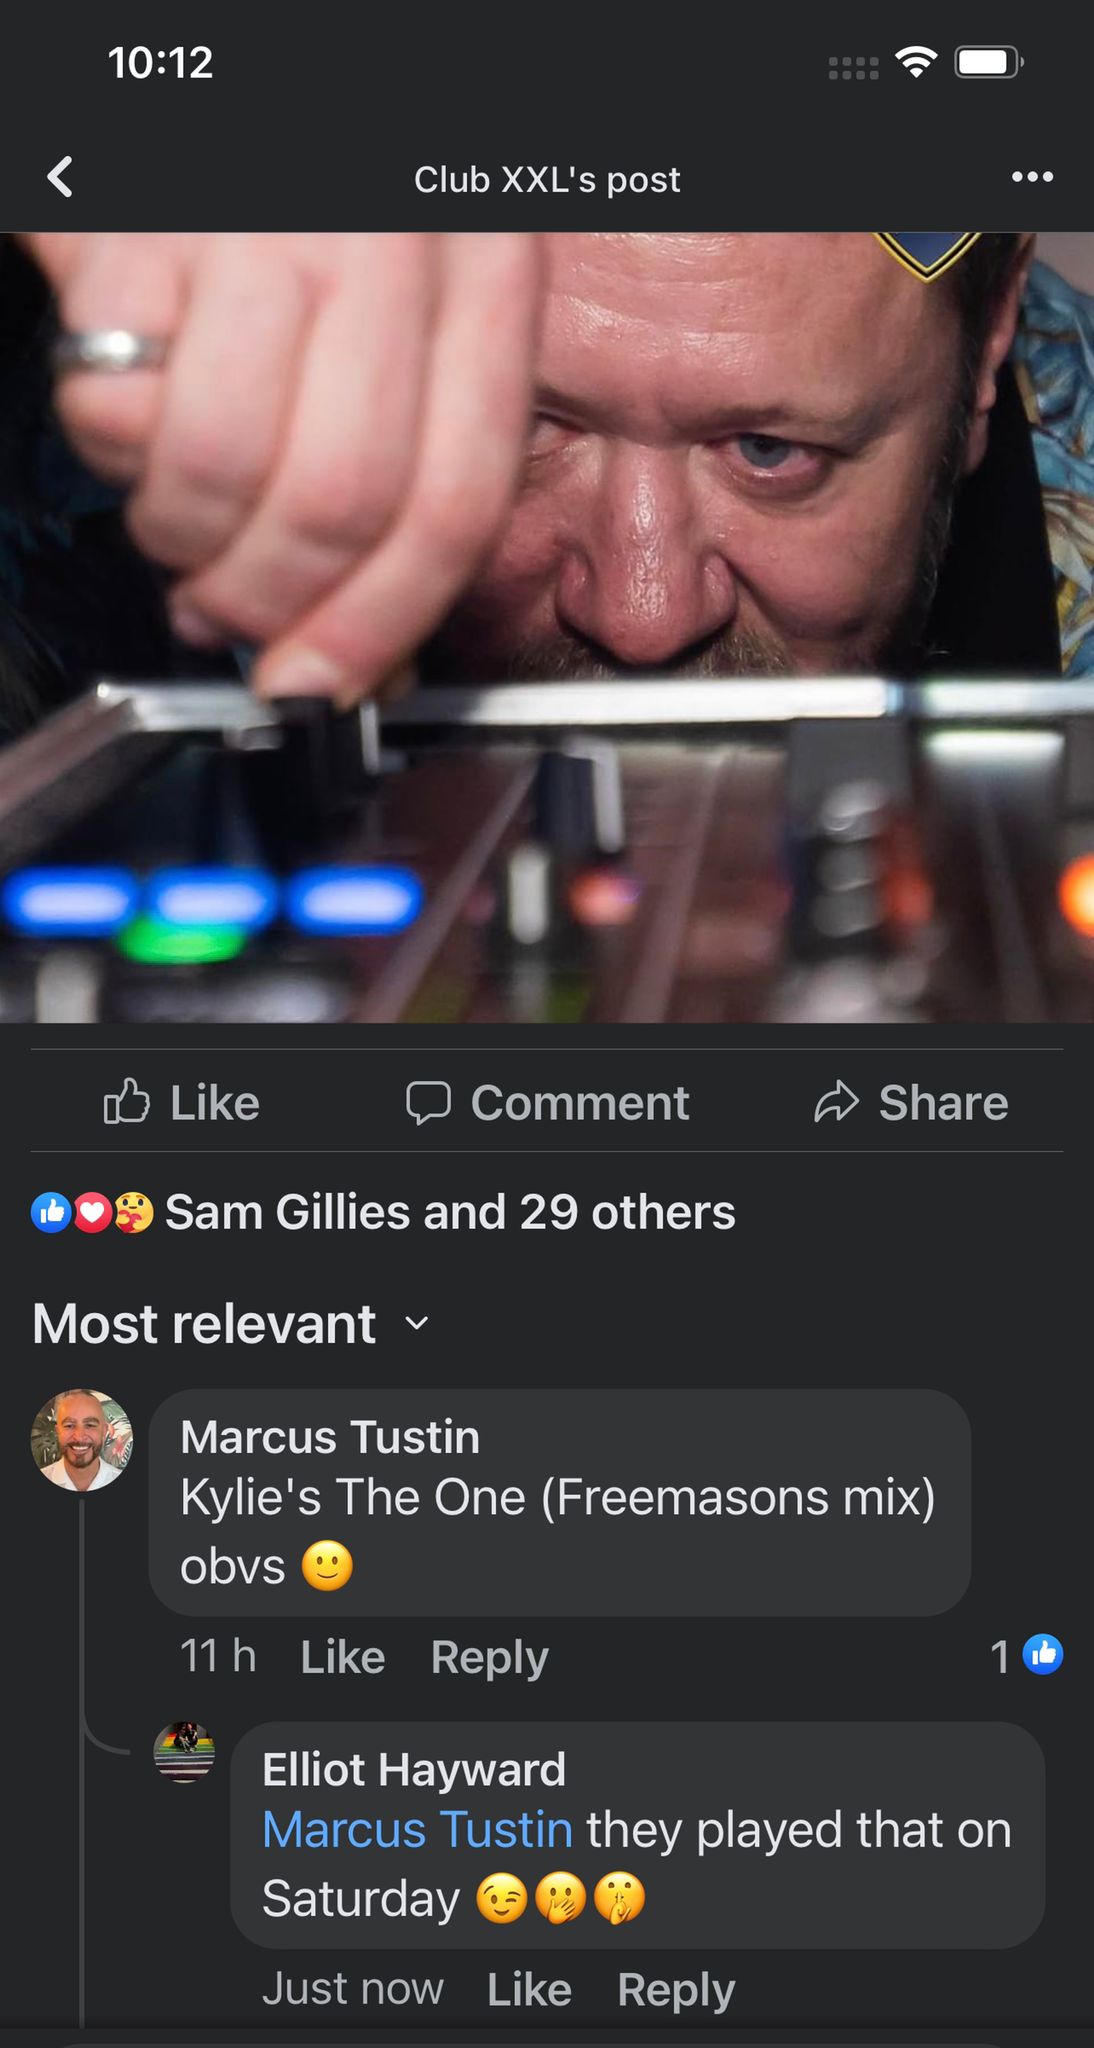 10:12
Club XXL's post
Like
Comment
Share
Sam Gillies and 29 others
Most relevant
Marcus Tustin
Kylie's The One (Freemasons mix)
obvs 🙂
11 h Like Reply
1
Elliot Hayward
Marcus Tustin they played that on
Saturday 😉🫢🤫
Just now Like Reply